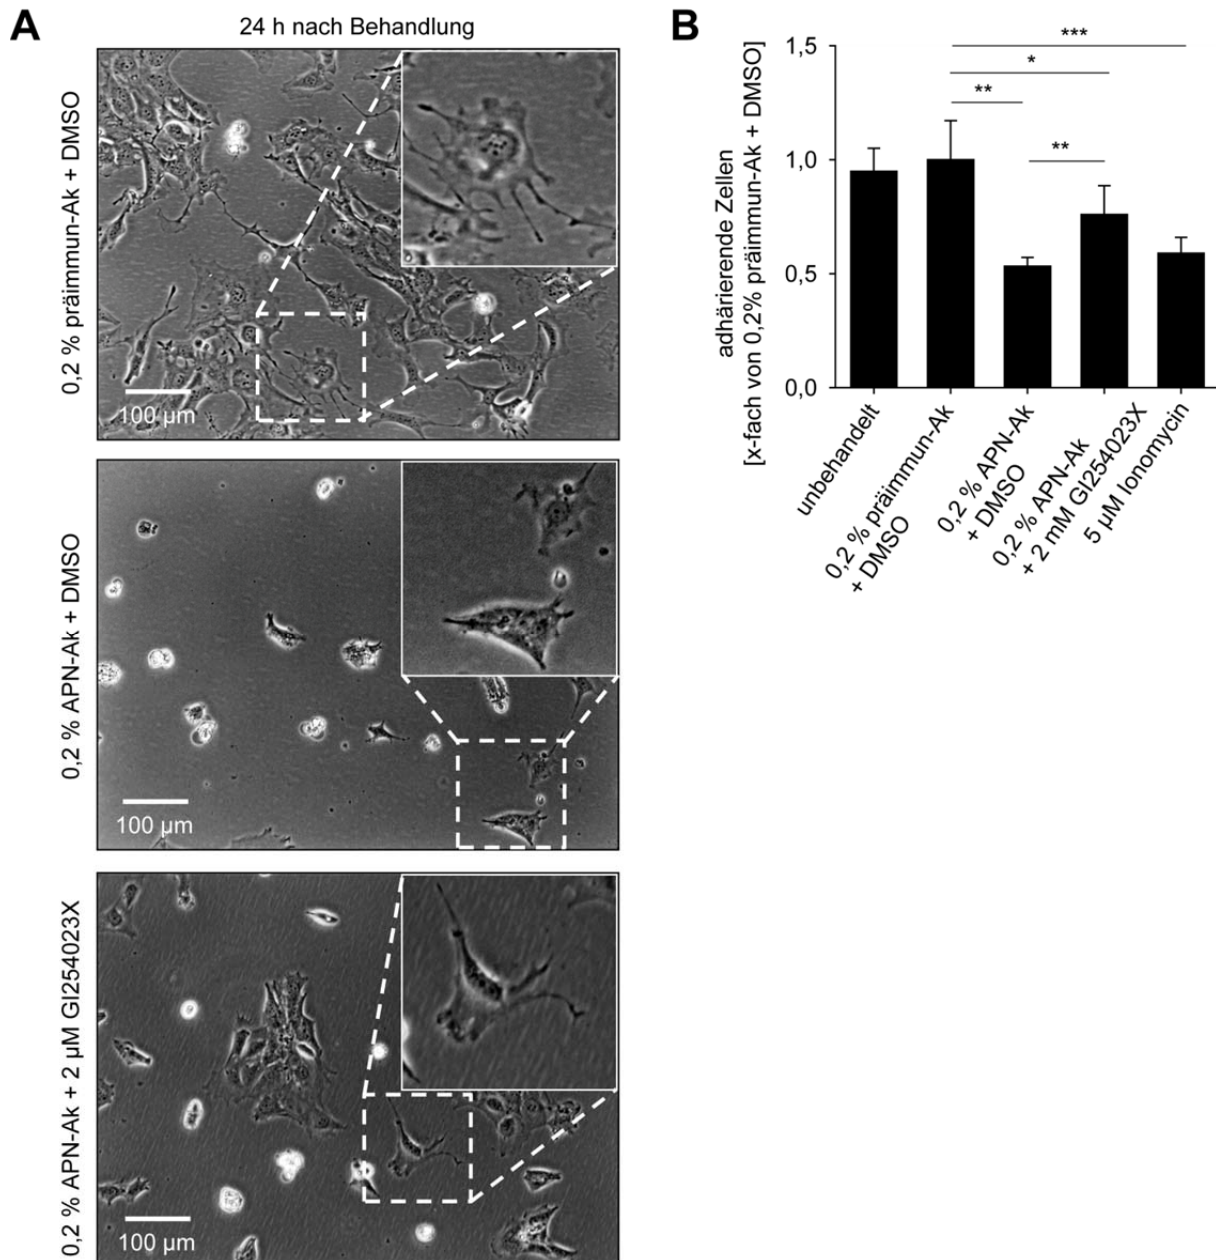 A
24 h nach Behandlung
0,2 % präimmun-Ak + DMSO
100 µm
0,2 % APN-Ak + DMSO
100 µm
0,2 % APN-Ak + 2 µM GI254023X
100 µm
B
adhärierende Zellen
[x-fach von 0,2% präimmun-Ak + DMSO]
1,5
1,0
0,5
0,0
***
*
**
**
unbehandelt
0,2 % präimmun-Ak
+ DMSO
0,2 % APN-Ak
+ DMSO
0,2 % APN-Ak
+ 2 mM GI254023X
5 µM Ionomycin